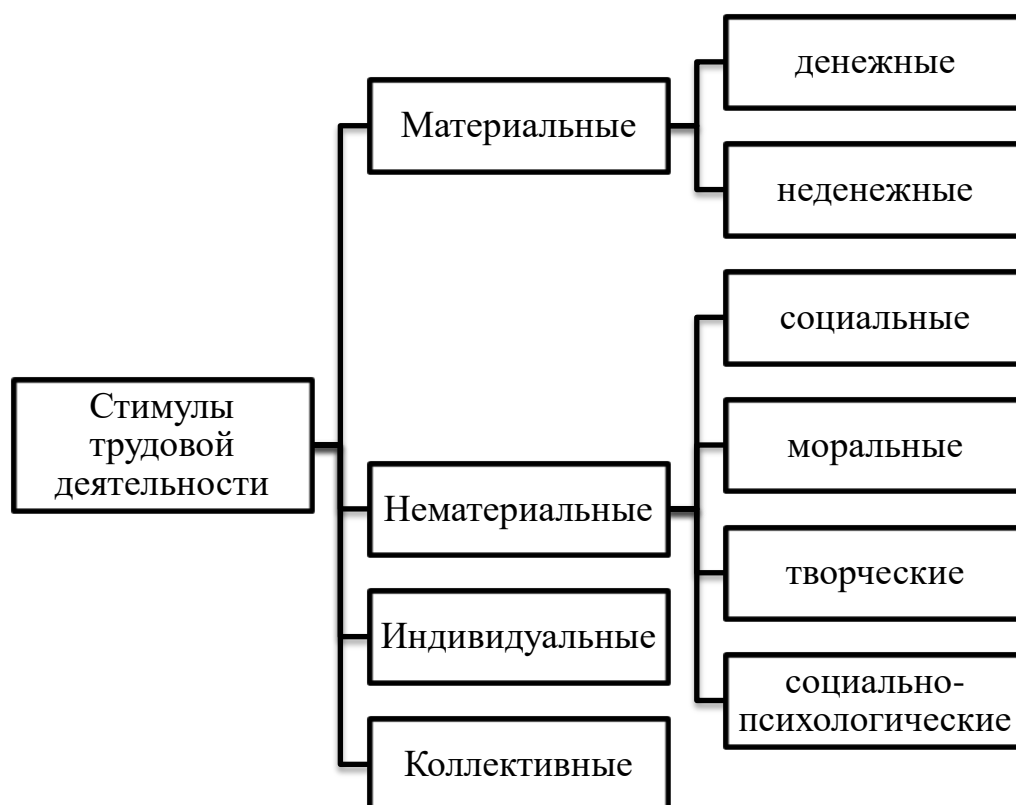 Стимулы
трудовой
деятельности
Материальные
денежные
неденежные
Нематериальные
социальные
моральные
творческие
социально-
психологические
Индивидуальные
Коллективные